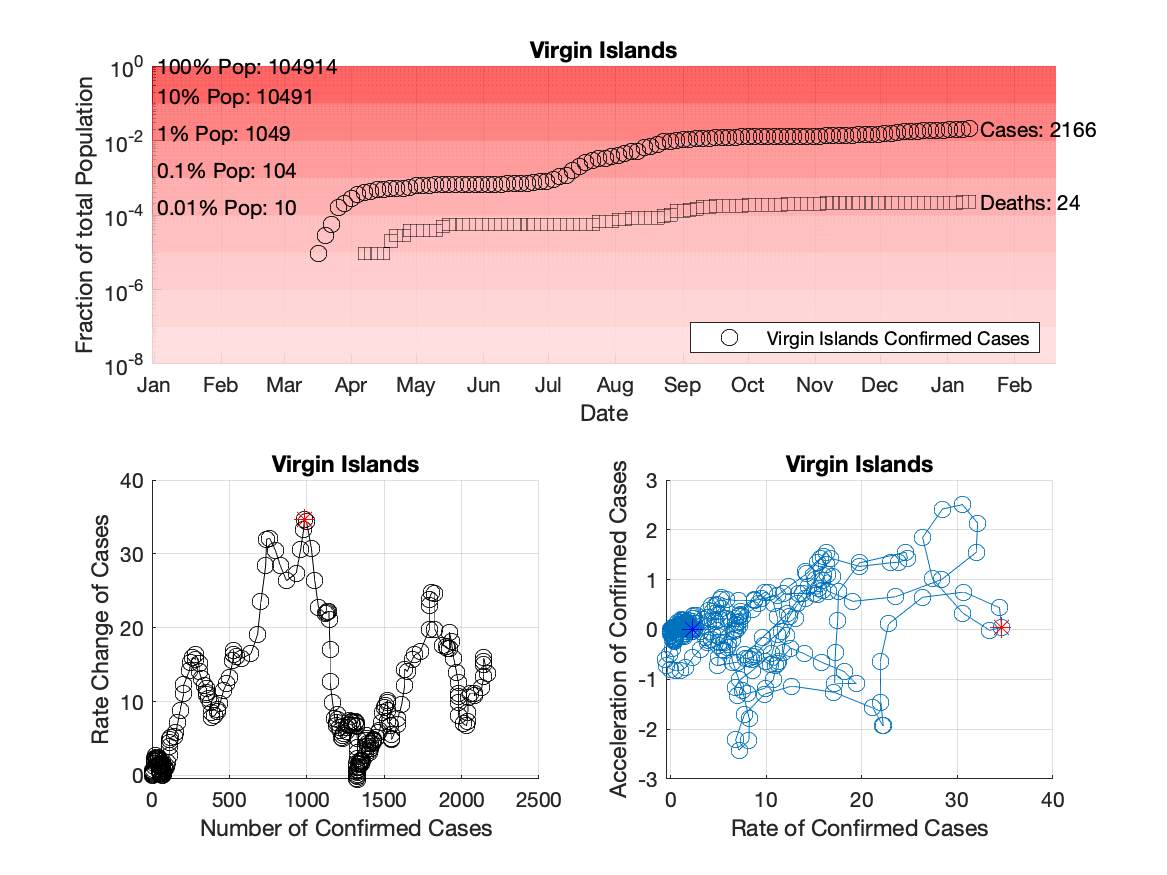 Virgin Islands
10^0
10^-2
10^-4
10^-6
10^-8
Fraction of total Population
100% Pop: 104914
10% Pop: 10491
1% Pop: 1049
0.1% Pop: 104
0.01% Pop: 10
Cases: 2166
Deaths: 24
Virgin Islands Confirmed Cases
Jan Feb Mar Apr May Jun Jul Aug Sep Oct Nov Dec Jan Feb
Date
Virgin Islands
40
30
20
10
0
Rate Change of Cases
0 500 1000 1500 2000 2500
Number of Confirmed Cases
Virgin Islands
3
2
1
0
-1
-2
-3
Acceleration of Confirmed Cases
0 10 20 30 40
Rate of Confirmed Cases